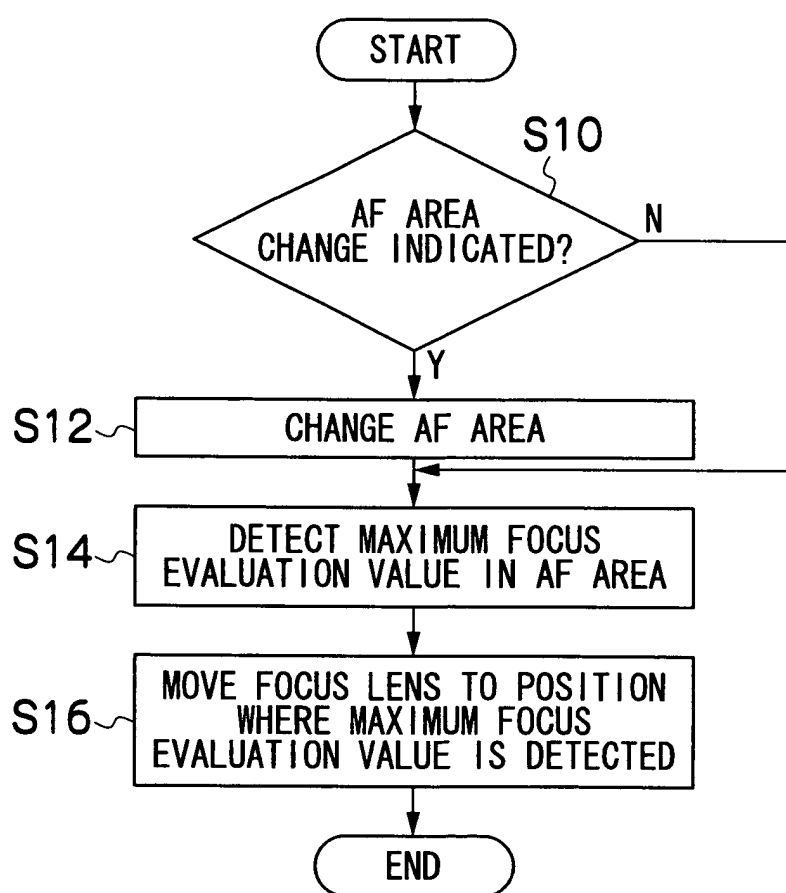 START
S10
AF AREA
CHANGE INDICATED?
N
Y
S12
CHANGE AF AREA
S14
DETECT MAXIMUM FOCUS
EVALUATION VALUE IN AF AREA
S16
MOVE FOCUS LENS TO POSITION
WHERE MAXIMUM FOCUS
EVALUATION VALUE IS DETECTED
END